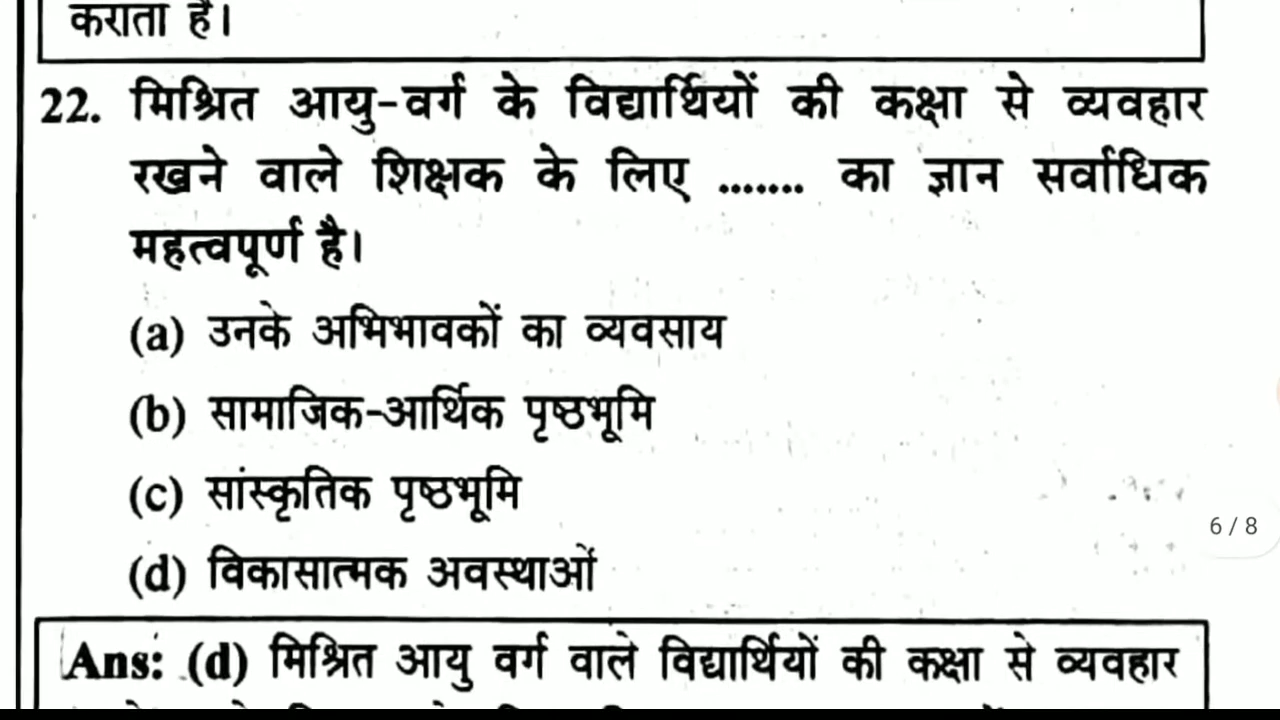 कराता है।
22. मिश्रित आयु-वर्ग के विद्यार्थियों की कक्षा से व्यवहार
रखने वाले शिक्षक के लिए ....... का ज्ञान सर्वाधिक
महत्वपूर्ण है।
(a) उनके अभिभावकों का व्यवसाय
(b) सामाजिक-आर्थिक पृष्ठभूमि
(c) सांस्कृतिक पृष्ठभूमि
6 / 8
(d) विकासात्मक अवस्थाओं
Ans: (d) मिश्रित आयु वर्ग वाले विद्यार्थियों की कक्षा से व्यवहार